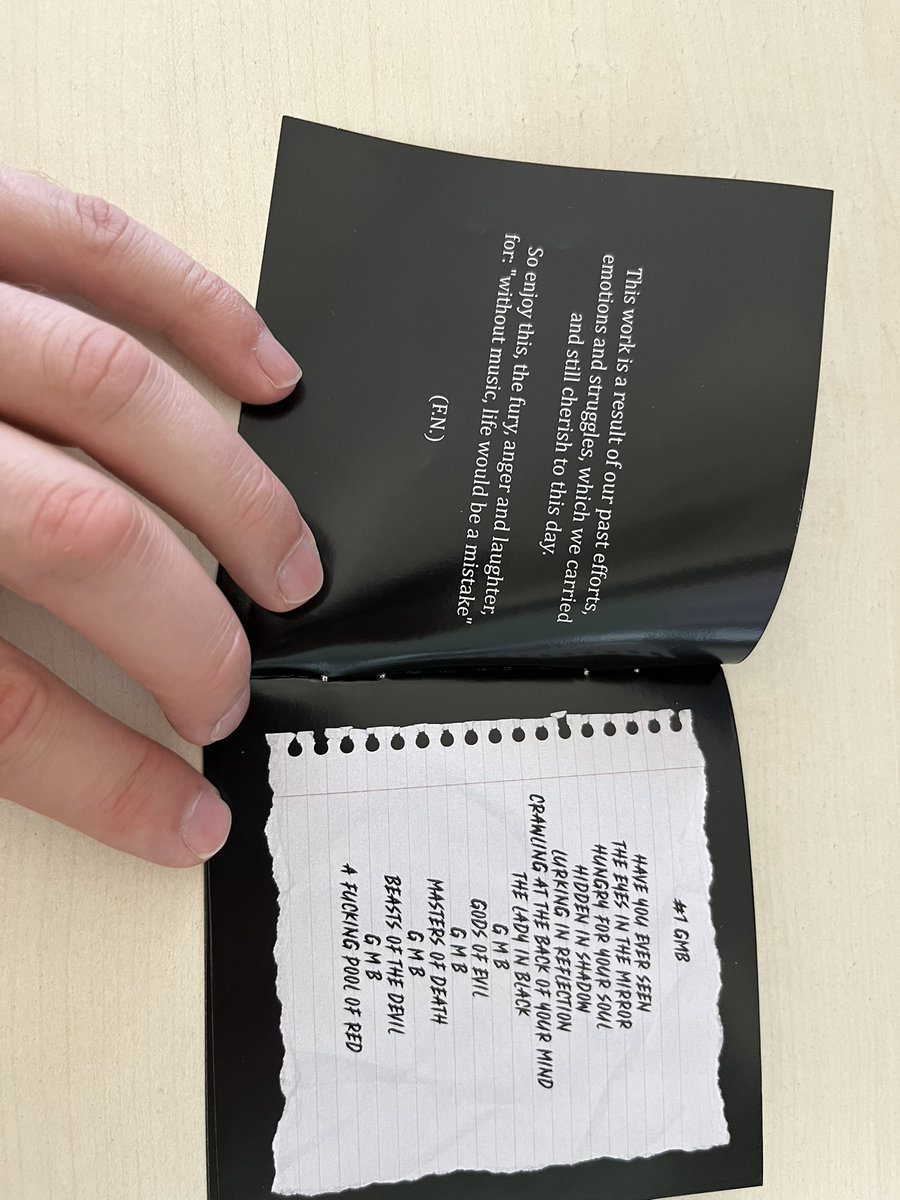 This work is a result of our past efforts,
emotions and struggles, which we carried
and still cherish to this day.
So enjoy this, the fury, anger and laughter,
for: "without music, life would be a mistake"
(F.N.)
#1 GMB
HAVE YOU EVER SEEN
THE EYES IN THE MIRROR
HUNGRY FOR YOUR SOUL
HIDDEN IN SHADOW
LURKING IN REFLECTION
CRAWLING AT THE BACK OF YOUR MIND
THE LADY IN BLACK
G M B
GODS OF EVIL
G M B
MASTERS OF DEATH
G M B
BEASTS OF THE DEVIL
G M B
A FUCKING POOL OF RED